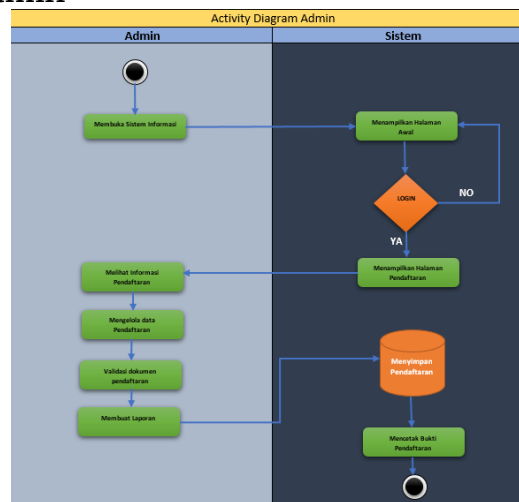 Activity Diagram Admin
Admin
Sistem
Membuka Sistem Informasi
Menampilkan Halaman
Awal
LOGIN
NO
YA
Menampilkan Halaman
Pendaftaran
Melihat Informasi
Pendaftaran
Mengelola data
Pendaftaran
Validasi dokumen
pendaftaran
Membuat Laporan
Menyimpan
Pendaftaran
Mencetak Bukti
Pendaftaran